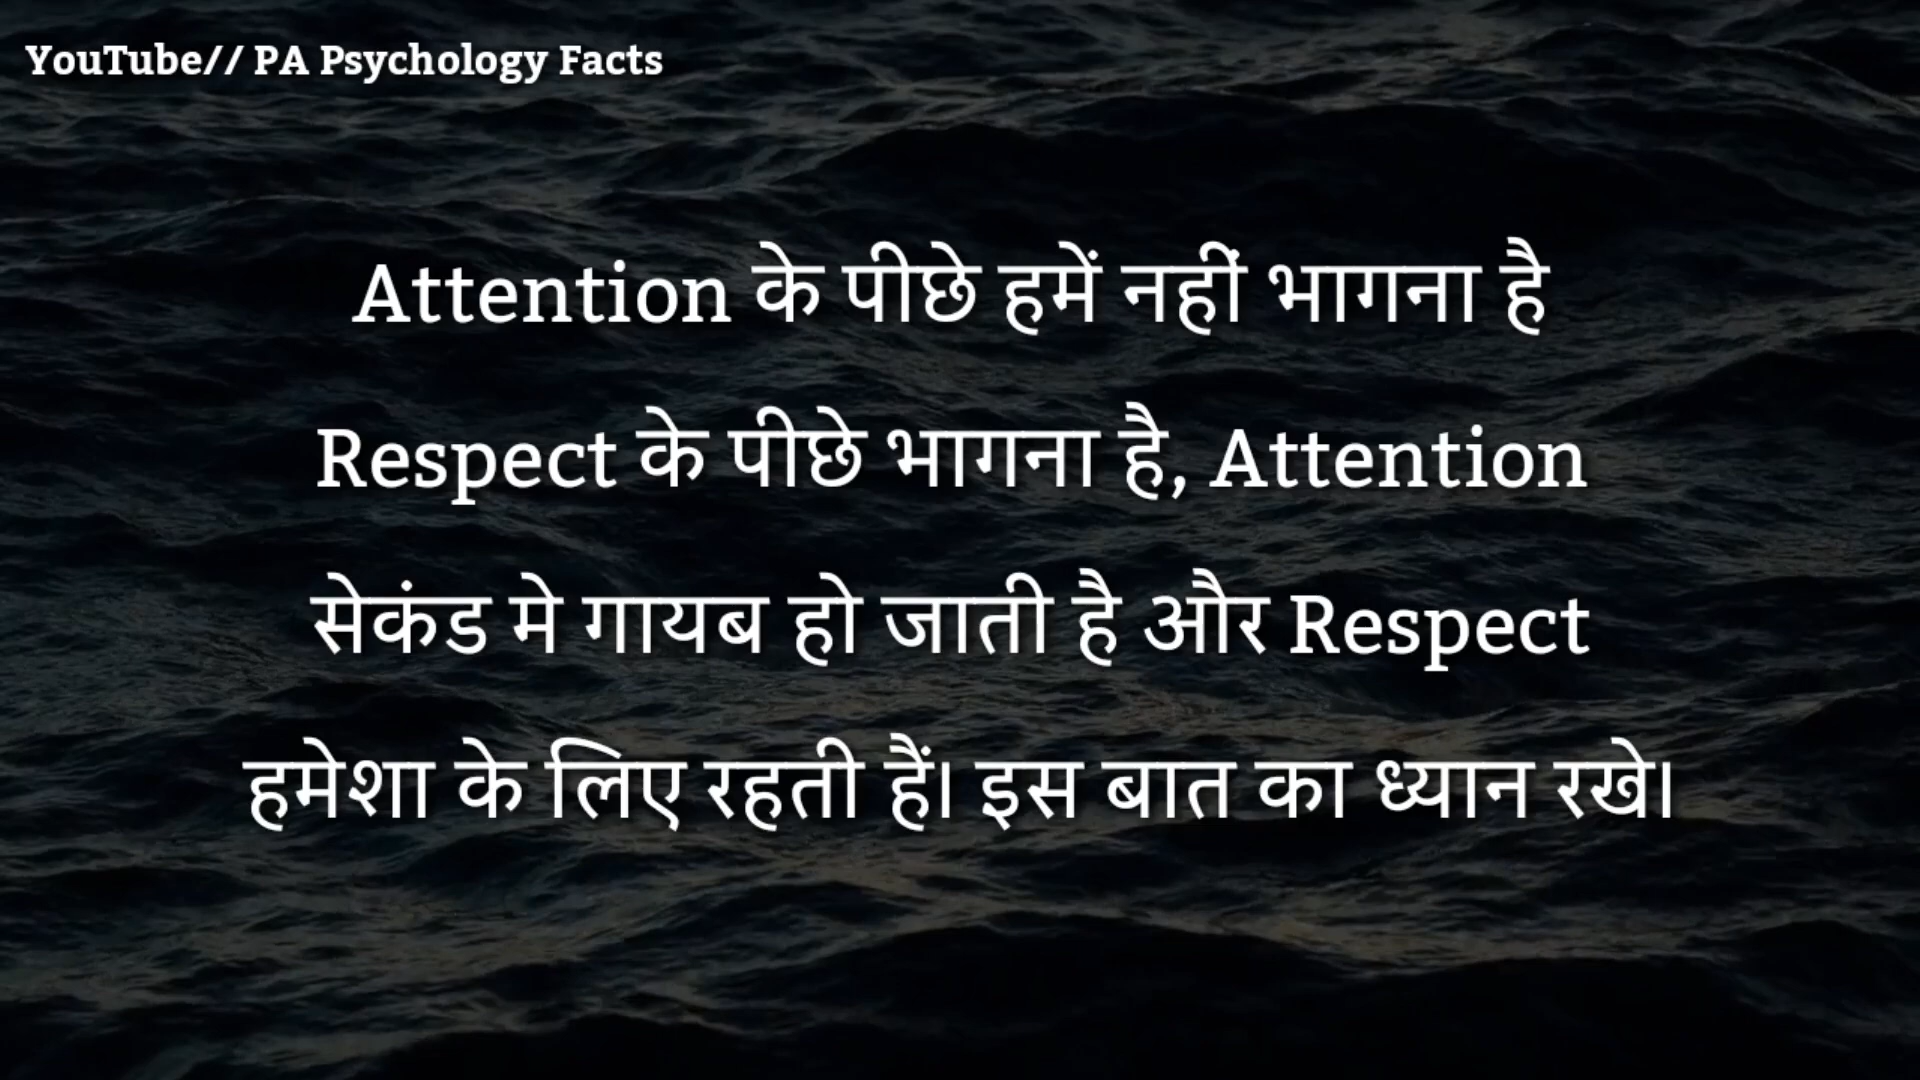 YouTube// PA Psychology Facts
Attention के पीछे हमें नहीं भागना है
Respect के पीछे भागना है, Attention
सेकंड मे गायब हो जाती है और Respect
हमेशा के लिए रहती हैं। इस बात का ध्यान रखे।